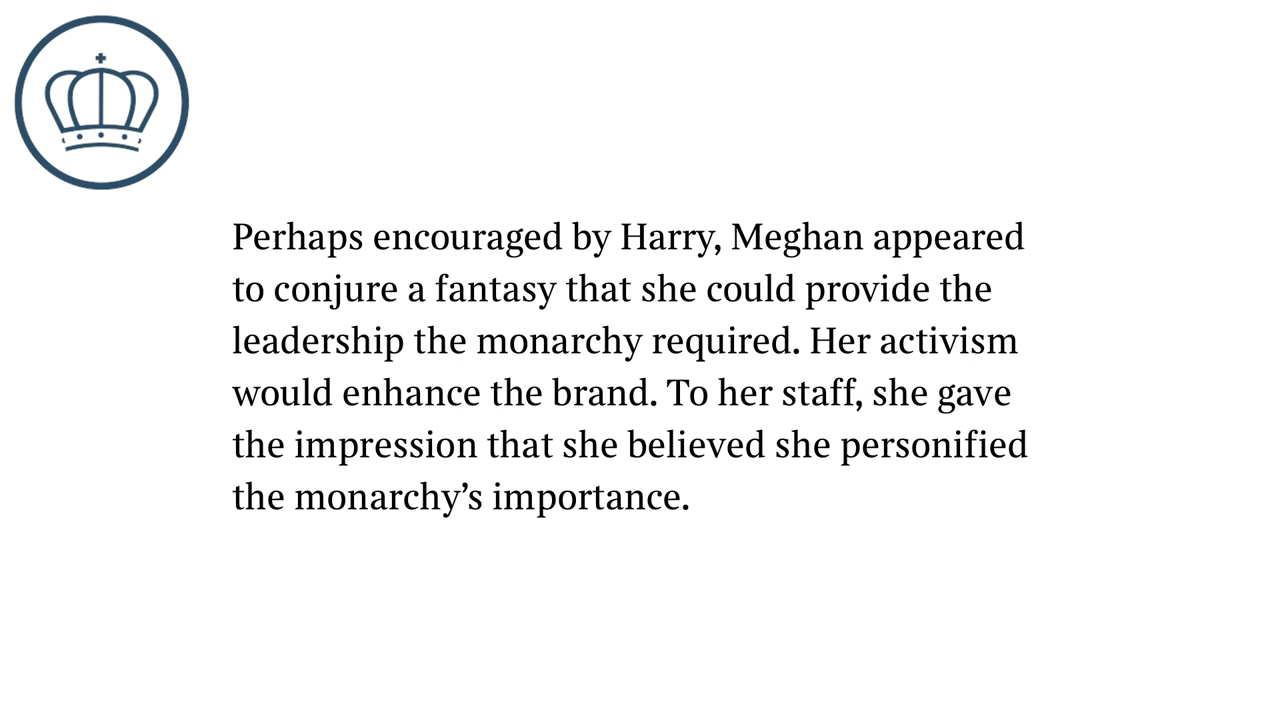 Perhaps encouraged by Harry, Meghan appeared
to conjure a fantasy that she could provide the
leadership the monarchy required. Her activism
would enhance the brand. To her staff, she gave
the impression that she believed she personified
the monarchy’s importance.